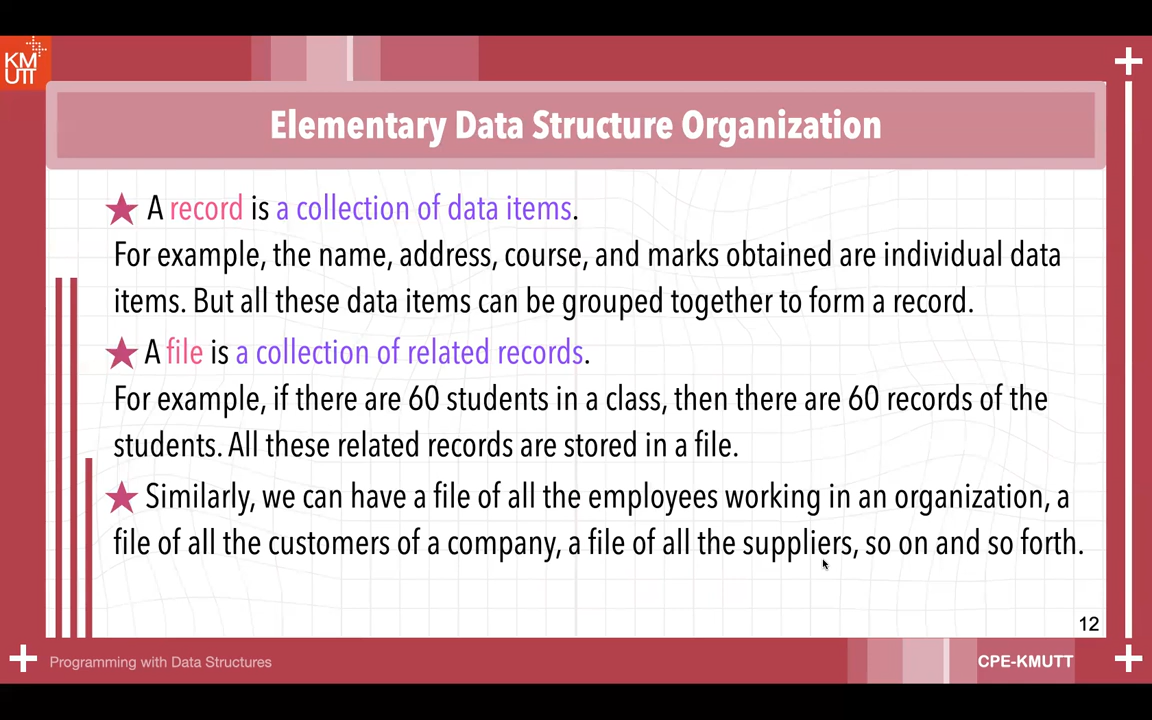 KM
UTT
Elementary Data Structure Organization
A record is a collection of data items.
For example, the name, address, course, and marks obtained are individual data
items. But all these data items can be grouped together to form a record.
A file is a collection of related records.
For example, if there are 60 students in a class, then there are 60 records of the
students. All these related records are stored in a file.
Similarly, we can have a file of all the employees working in an organization, a
file of all the customers of a company, a file of all the suppliers, so on and so forth.
12
Programming with Data Structures
CPE-KMUTT